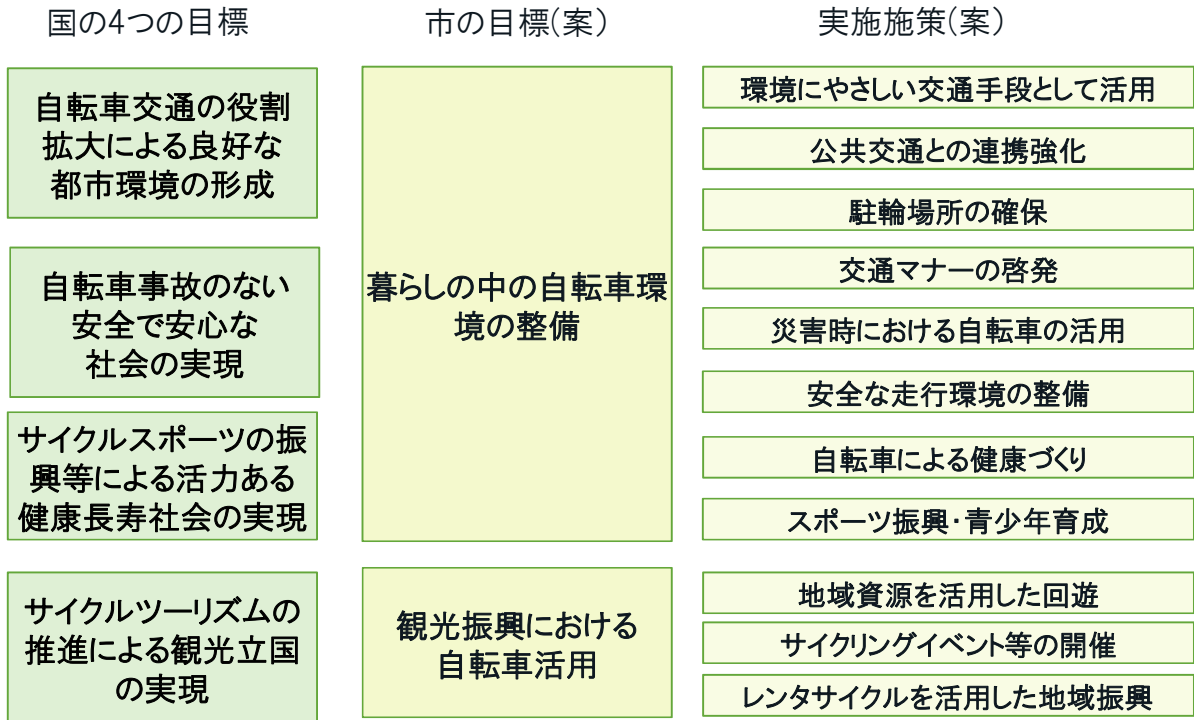 国の4つの目標
市の目標(案)
実施施策(案)
自転車交通の役割
拡大による良好な
都市環境の形成
自転車事故のない
安全で安心な
社会の実現
サイクルスポーツの振
興等による活力ある
健康長寿社会の実現
サイクルツーリズムの
推進による観光立国
の実現
暮らしの中の自転車環
境の整備
観光振興における
自転車活用
環境にやさしい交通手段として活用
公共交通との連携強化
駐輪場所の確保
交通マナーの啓発
災害時における自転車の活用
安全な走行環境の整備
自転車による健康づくり
スポーツ振興・青少年育成
地域資源を活用した回遊
サイクリングイベント等の開催
レンタサイクルを活用した地域振興